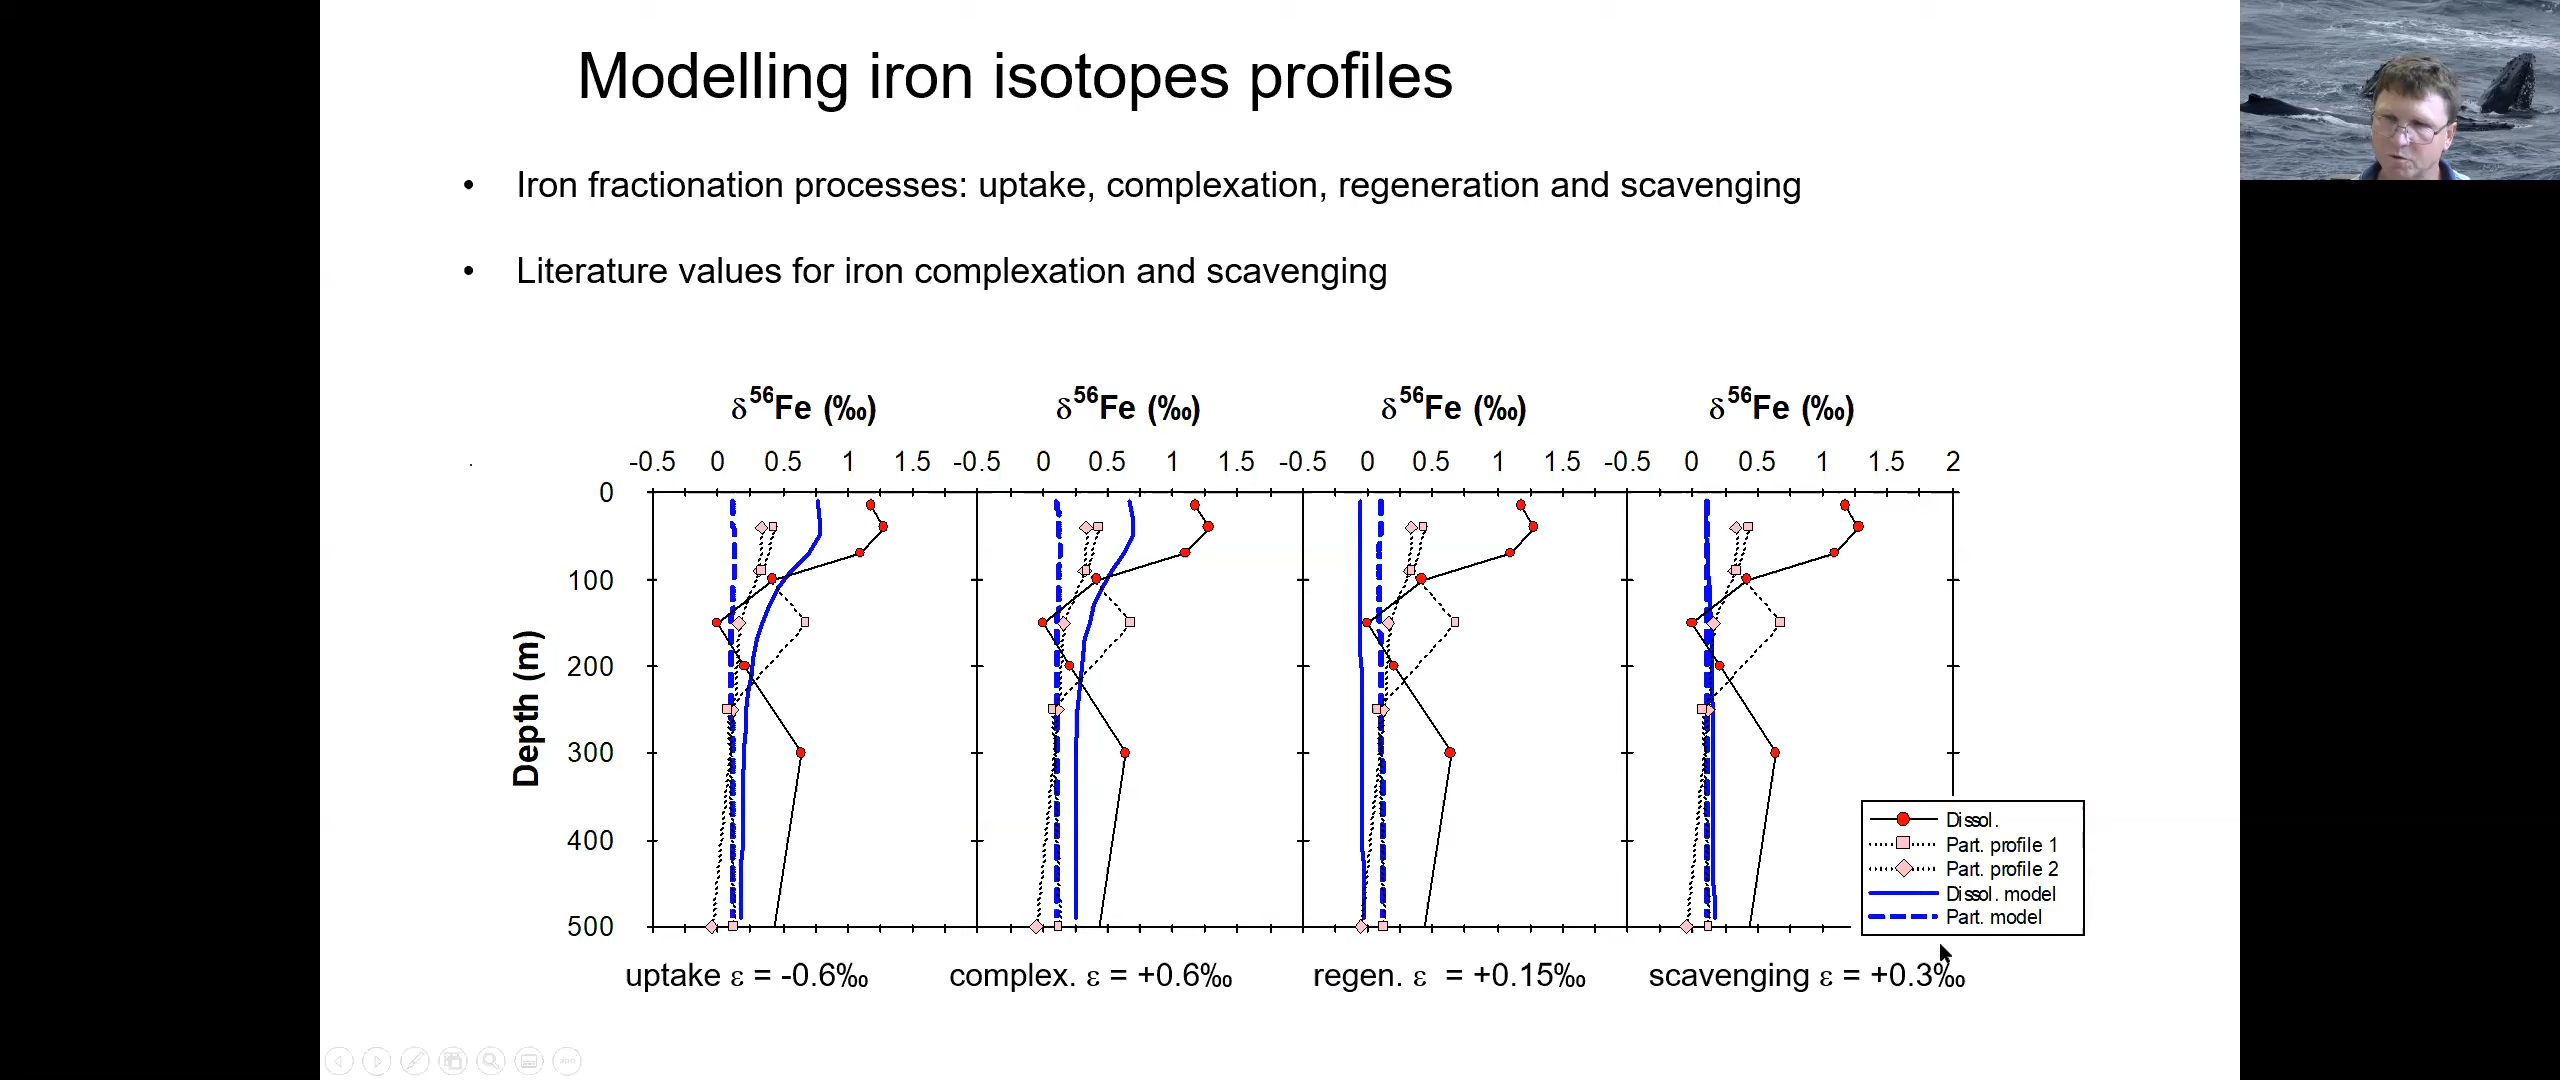 Modelling iron isotopes profiles
• Iron fractionation processes: uptake, complexation, regeneration and scavenging
• Literature values for iron complexation and scavenging
δ⁵⁶Fe (‰) δ⁵⁶Fe (‰) δ⁵⁶Fe (‰) δ⁵⁶Fe (‰)
-0.5 0 0.5 1 1.5 -0.5 0 0.5 1 1.5 -0.5 0 0.5 1 1.5 -0.5 0 0.5 1 1.5 2
0
100
200
300
400
500
Depth (m)
Dissol.
Part. profile 1
Part. profile 2
Dissol. model
Part. model
uptake ε = -0.6‰ complex. ε = +0.6‰ regen. ε = +0.15‰ scavenging ε = +0.3‰